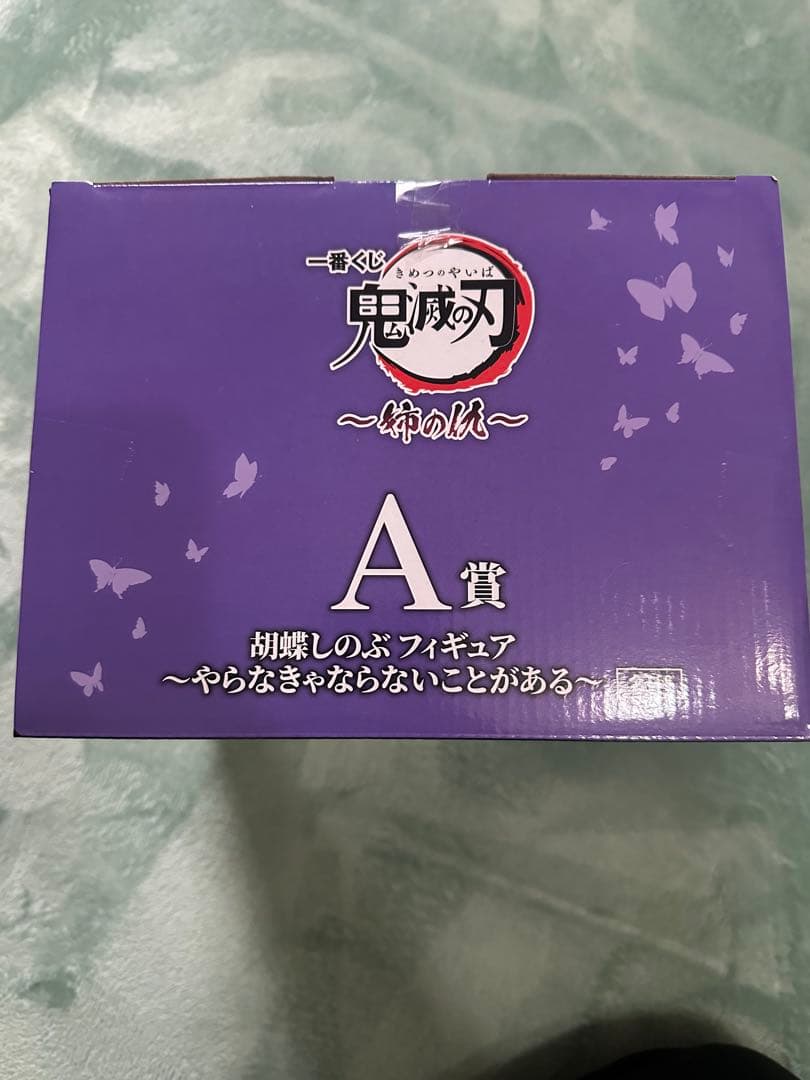 一番くじ
きめつのやいば
鬼滅の刃
~姉の仇~
A賞
胡蝶しのぶ フィギュア
~やらなきゃならないことがある~